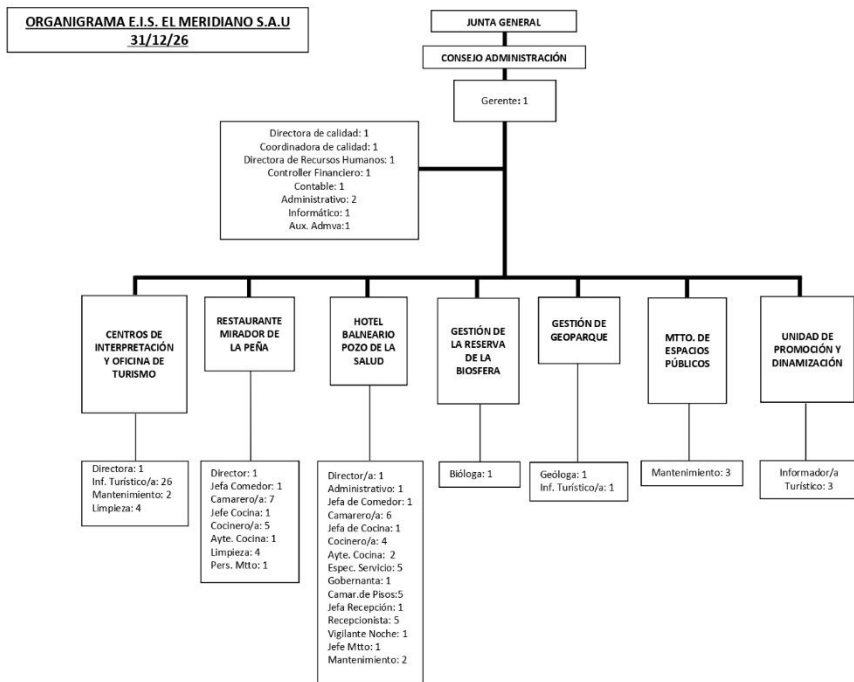 ORGANIGRAMA E.I.S. EL MERIDIANO S.A.U
31/12/26
JUNTA GENERAL
CONSEJO ADMINISTRACIÓN
Gerente: 1
Directora de calidad: 1
Coordinadora de calidad: 1
Directora de Recursos Humanos: 1
Controller Financiero: 1
Contable: 1
Administrativo: 2
Informático: 1
Aux. Admva:1
CENTROS DE
INTERPRETACIÓN
Y OFICINA DE
TURISMO
RESTAURANTE
MIRADOR DE
LA PEÑA
HOTEL
BALNEARIO
POZO DE LA
SALUD
GESTIÓN DE
LA RESERVA
DE LA
BIOSFERA
GESTIÓN DE
GEOPARQUE
MTTO. DE
ESPACIOS
PÚBLICOS
UNIDAD DE
PROMOCIÓN Y
DINAMIZACIÓN
Directora: 1
Inf. Turístico/a: 26
Mantenimiento: 2
Limpieza: 4
Director: 1
Jefa Comedor: 1
Camarero/a: 7
Jefe Cocina: 1
Cocinero/a: 5
Ayte. Cocina: 1
Limpieza: 4
Pers. Mtto: 1
Director/a: 1
Administrativo: 1
Jefa de Comedor: 1
Camarero/a: 6
Jefa de Cocina: 1
Cocinero/a: 4
Ayte. Cocina: 2
Espec. Servicio: 5
Gobernanta: 1
Camar.de Pisos:5
Jefa Recepción: 1
Recepcionista: 5
Vigilante Noche: 1
Jefe Mtto: 1
Mantenimiento: 2
Bióloga: 1
Geóloga: 1
Inf. Turístico/a: 1
Mantenimiento: 3
Informador/a
Turístico: 3